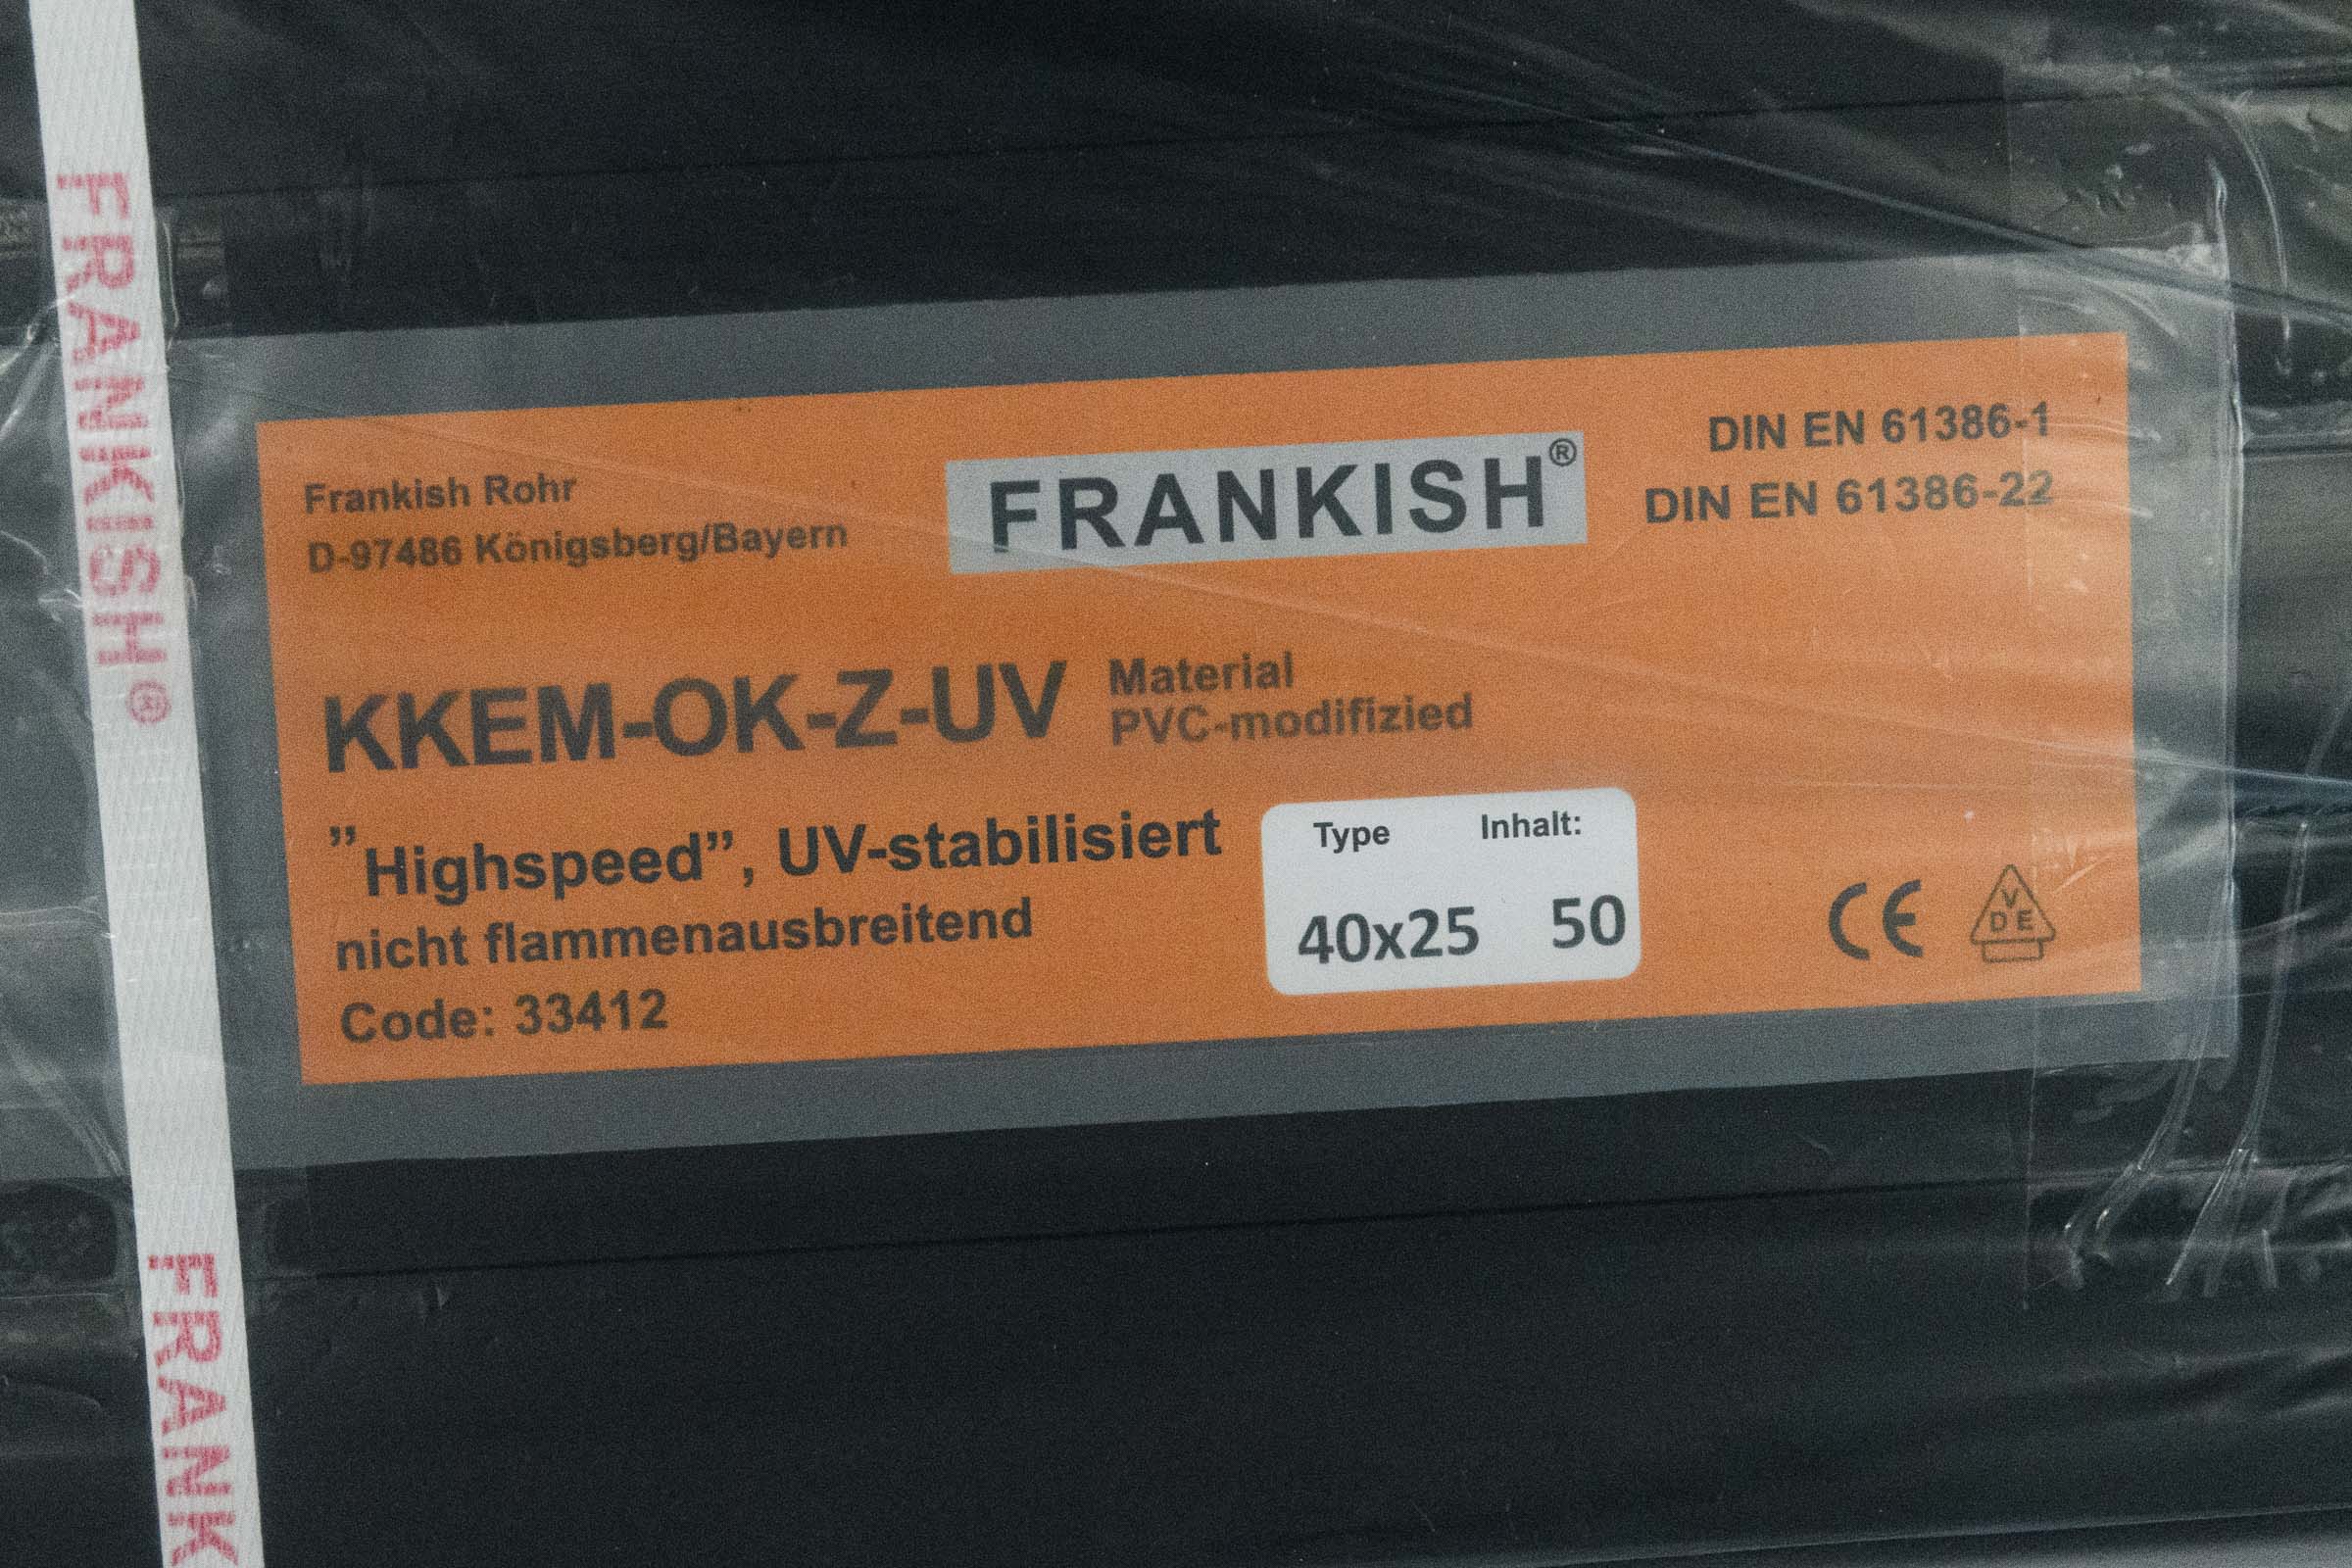 Frankish Rohr
D-97486 Königsberg/Bayern
FRANKISH®
DIN EN 61386-1
DIN EN 61386-22
KKEM-OK-Z-UV
Material
PVC-modifizied
”Highspeed”, UV-stabilisiert
nicht flammenausbreitend
Code: 33412
Type Inhalt:
40x25 50
CE
VDE
FRANKISH®
FRANK